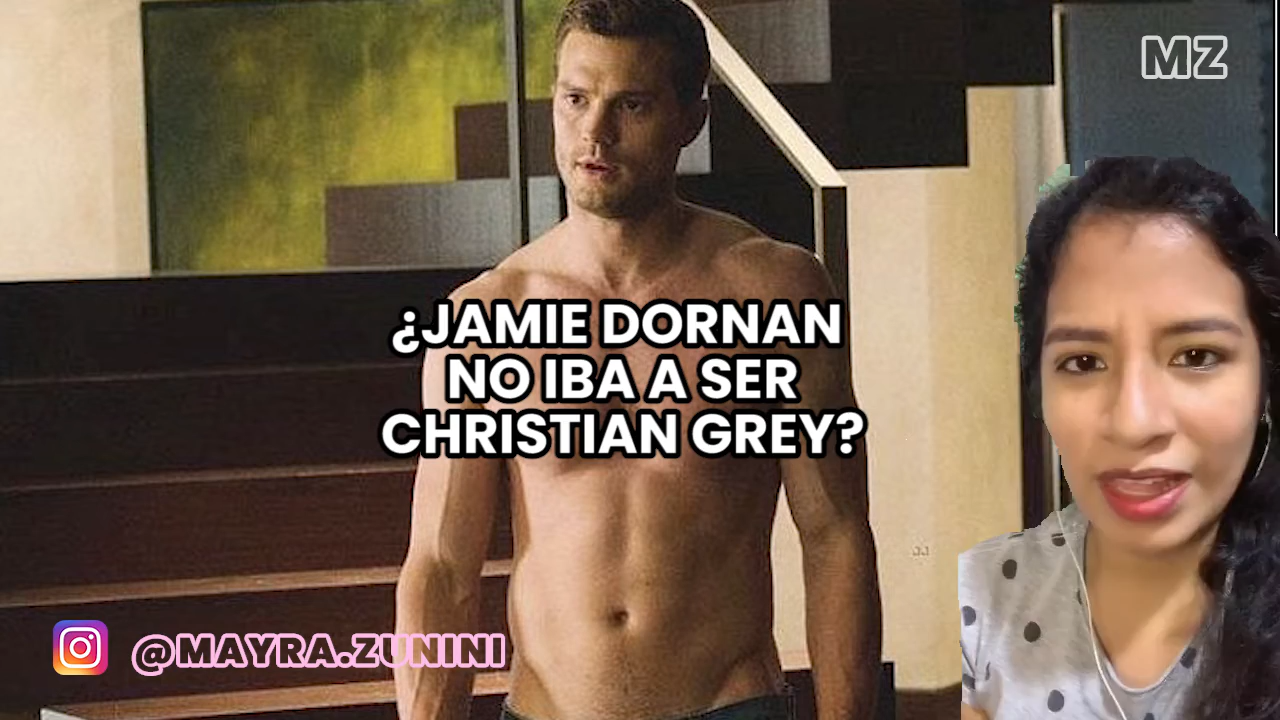 MZ
¿JAMIE DORNAN
NO IBA A SER
CHRISTIAN GREY?
@MAYRA.ZUNINI